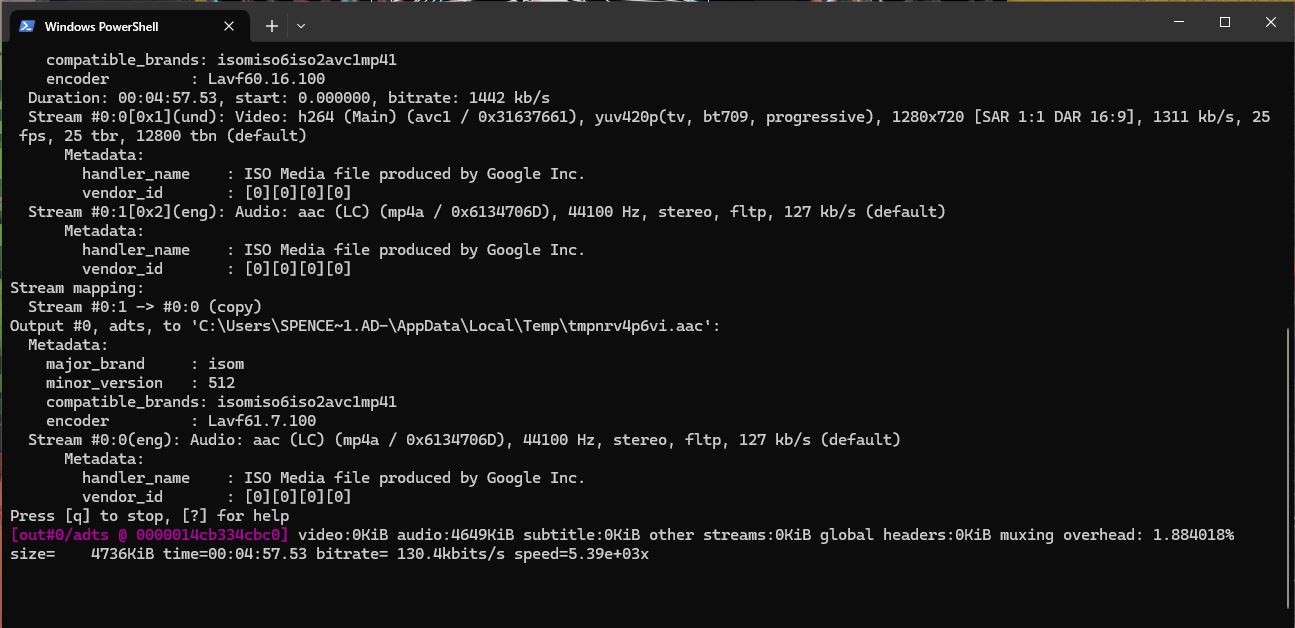 Windows PowerShell
    compatible_brands: isomiso6iso2avc1mp41
    encoder         : Lavf60.16.100
  Duration: 00:04:57.53, start: 0.000000, bitrate: 1442 kb/s
  Stream #0:0[0x1](und): Video: h264 (Main) (avc1 / 0x31637661), yuv420p(tv, bt709, progressive), 1280x720 [SAR 1:1 DAR 16:9], 1311 kb/s, 25
 fps, 25 tbr, 12800 tbn (default)
      Metadata:
        handler_name    : ISO Media file produced by Google Inc.
        vendor_id       : [0][0][0][0]
  Stream #0:1[0x2](eng): Audio: aac (LC) (mp4a / 0x6134706D), 44100 Hz, stereo, fltp, 127 kb/s (default)
      Metadata:
        handler_name    : ISO Media file produced by Google Inc.
        vendor_id       : [0][0][0][0]
Stream mapping:
  Stream #0:1 -> #0:0 (copy)
Output #0, adts, to 'C:\Users\SPENCE~1.AD-\AppData\Local\Temp\tmpnrv4p6vi.aac':
  Metadata:
    major_brand     : isom
    minor_version   : 512
    compatible_brands: isomiso6iso2avc1mp41
    encoder         : Lavf61.7.100
  Stream #0:0(eng): Audio: aac (LC) (mp4a / 0x6134706D), 44100 Hz, stereo, fltp, 127 kb/s (default)
      Metadata:
        handler_name    : ISO Media file produced by Google Inc.
        vendor_id       : [0][0][0][0]
Press [q] to stop, [?] for help
[out#0/adts @ 0000014cb334cbc0] video:0KiB audio:4649KiB subtitle:0KiB other streams:0KiB global headers:0KiB muxing overhead: 1.884018%
size=    4736KiB time=00:04:57.53 bitrate= 130.4kbits/s speed=5.39e+03x